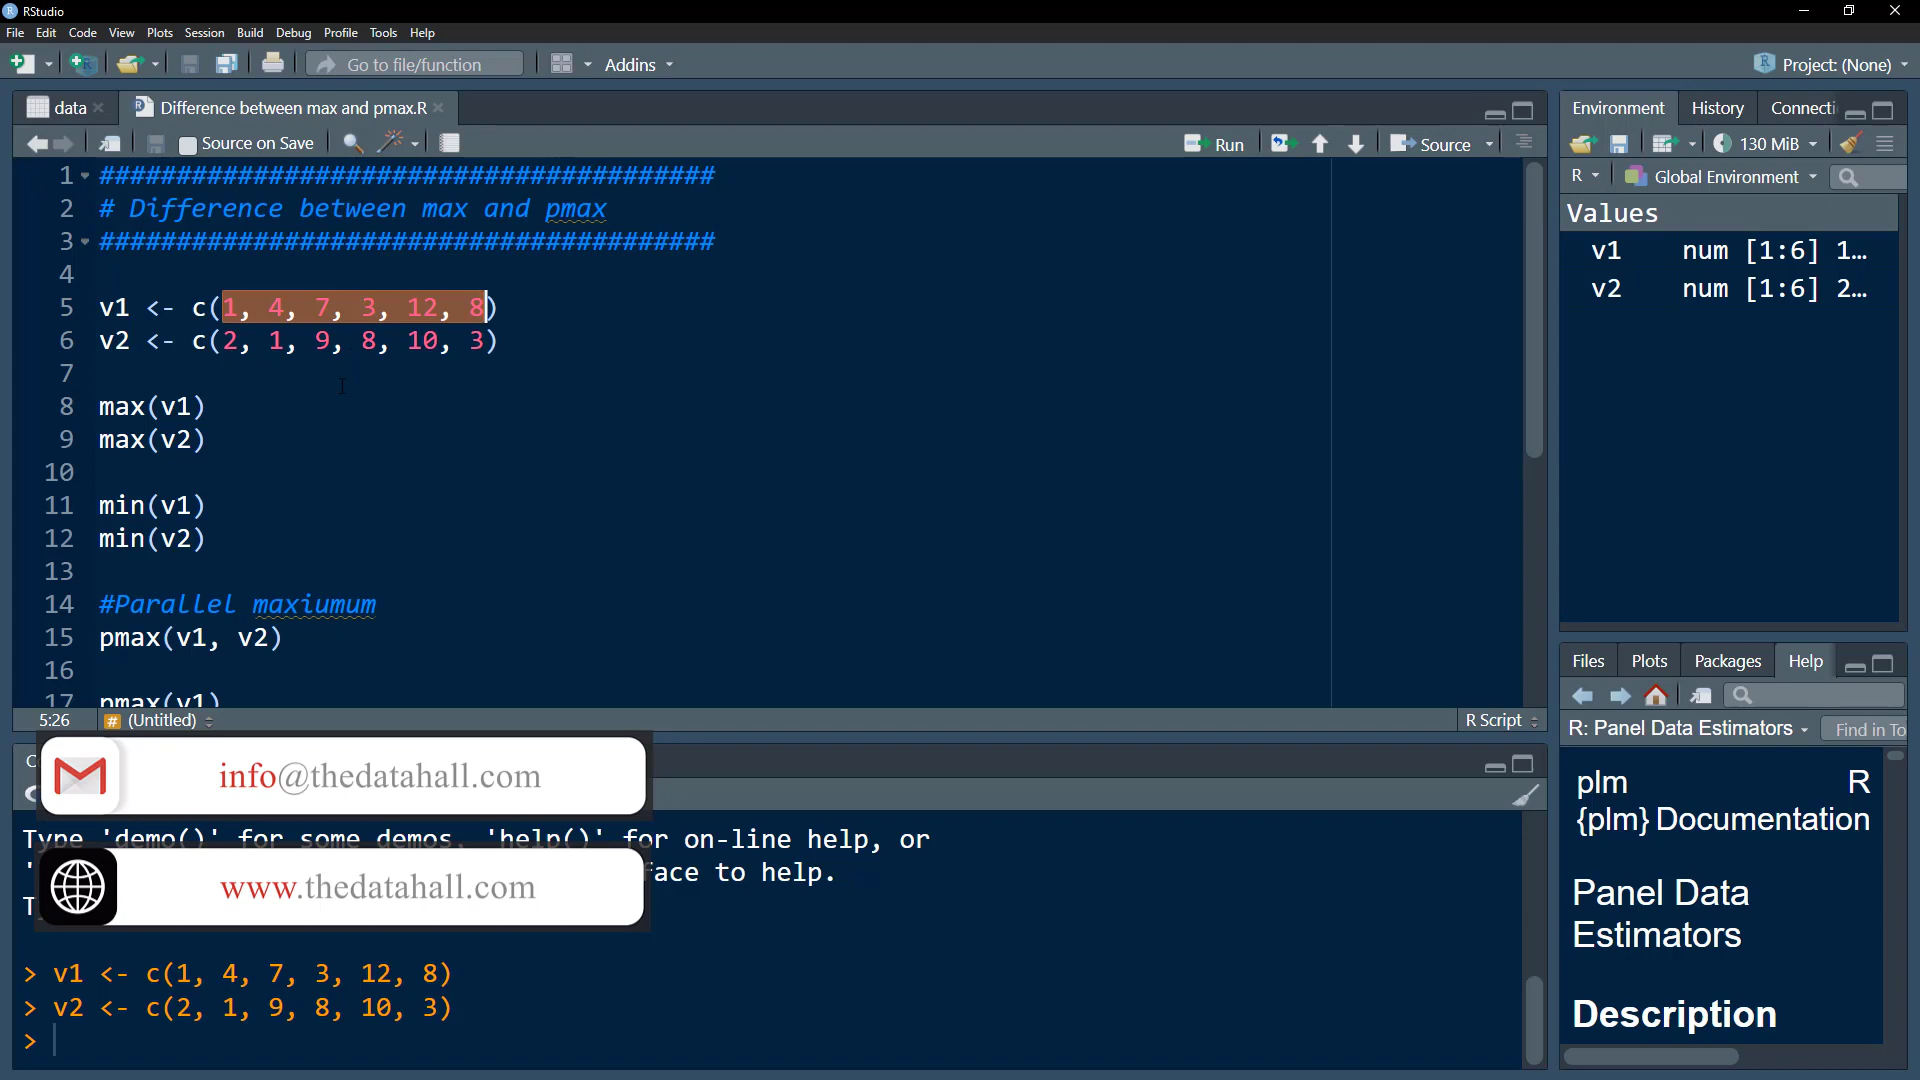 RStudio
File Edit Code View Plots Session Build Debug Profile Tools Help
Go to file/function Addins Project: (None)
data Difference between max and pmax.R
Source on Save Run Source
1 ########################################
2 # Difference between max and pmax
3 ########################################
4
5 v1 <- c(1, 4, 7, 3, 12, 8)
6 v2 <- c(2, 1, 9, 8, 10, 3)
7
8 max(v1)
9 max(v2)
10
11 min(v1)
12 min(v2)
13
14 #Parallel maxiumum
15 pmax(v1, v2)
16
17 pmax(v1)
5:26 # (Untitled) R Script
info@thedatahall.com
Type 'demo()' for some demos, 'help()' for on-line help, or
face to help.
www.thedatahall.com
> v1 <- c(1, 4, 7, 3, 12, 8)
> v2 <- c(2, 1, 9, 8, 10, 3)
>
Environment History Connecti
130 MiB
R Global Environment
Values
v1 num [1:6] 1…
v2 num [1:6] 2…
Files Plots Packages Help
R: Panel Data Estimators Find in To
plm R
{plm} Documentation
Panel Data
Estimators
Description